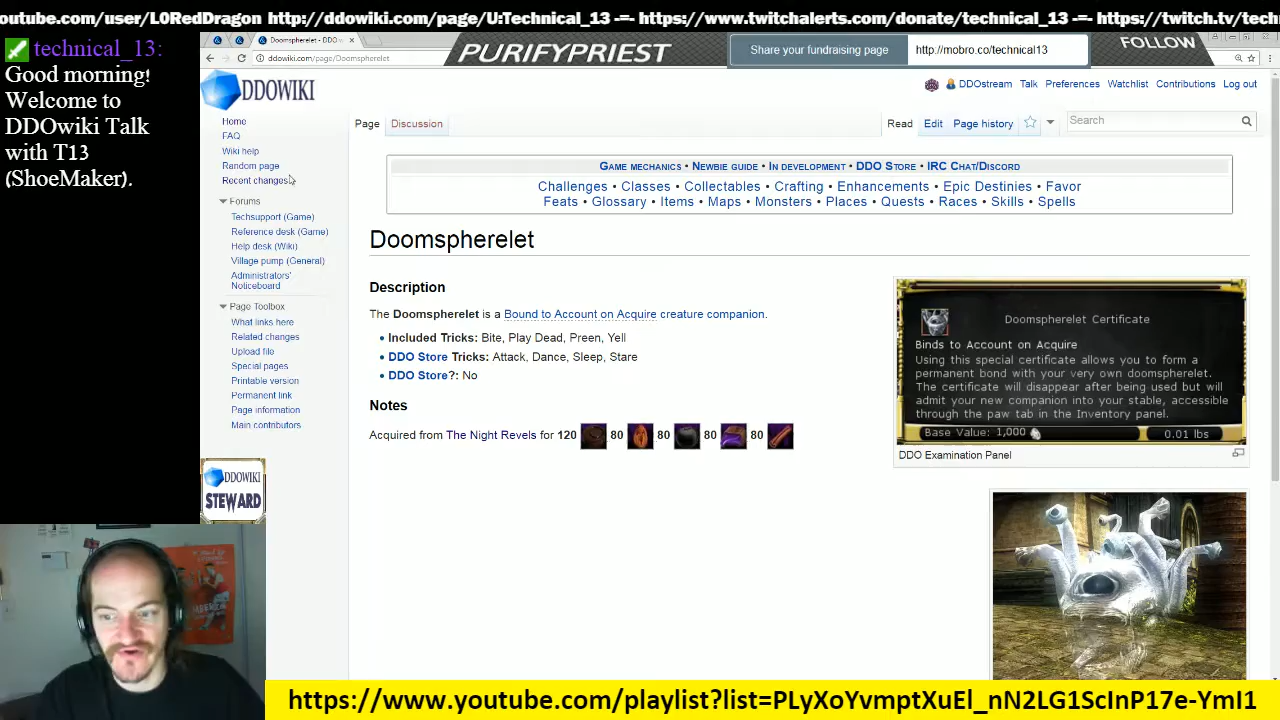 outube.com/user/L0RedDragon http://ddowiki.com/page/U:Technical_13 -=- https://www.twitchalerts.com/donate/technical_13 -=- https://twitch.tv/tech
technical_13:
Good morning!
Welcome to
DDOwiki Talk
with T13
(ShoeMaker).
Doomspherelet - DDO w
ddowiki.com/page/Doomspherelet
PURIFYPRIEST
Share your fundraising page
http://mobro.co/technical13
FOLLOW
DDOWIKI
DDOstream Talk Preferences Watchlist Contributions Log out
Home
FAQ
Wiki help
Random page
Recent changes
Forums
Techsupport (Game)
Reference desk (Game)
Help desk (Wiki)
Village pump (General)
Administrators'
Noticeboard
Page Toolbox
What links here
Related changes
Upload file
Special pages
Printable version
Permanent link
Page information
Main contributors
DDOWIKI
STEWARD
Page Discussion
Read Edit Page history
Search
Game mechanics • Newbie guide • In development • DDO Store • IRC Chat/Discord
Challenges • Classes • Collectables • Crafting • Enhancements • Epic Destinies • Favor
Feats • Glossary • Items • Maps • Monsters • Places • Quests • Races • Skills • Spells
Doomspherelet
Description
The Doomspherelet is a Bound to Account on Acquire creature companion.
• Included Tricks: Bite, Play Dead, Preen, Yell
• DDO Store Tricks: Attack, Dance, Sleep, Stare
• DDO Store?: No
Notes
Acquired from The Night Revels for 120 80 80 80 80
Doomspherelet Certificate
Binds to Account on Acquire
Using this special certificate allows you to form a
permanent bond with your very own doomspherelet.
The certificate will disappear after being used but will
admit your new companion into your stable, accessible
through the paw tab in the Inventory panel.
Base Value: 1,000
0.01 lbs
DDO Examination Panel
https://www.youtube.com/playlist?list=PLyXoYvmptXuEl_nN2LG1ScInP17e-YmI1